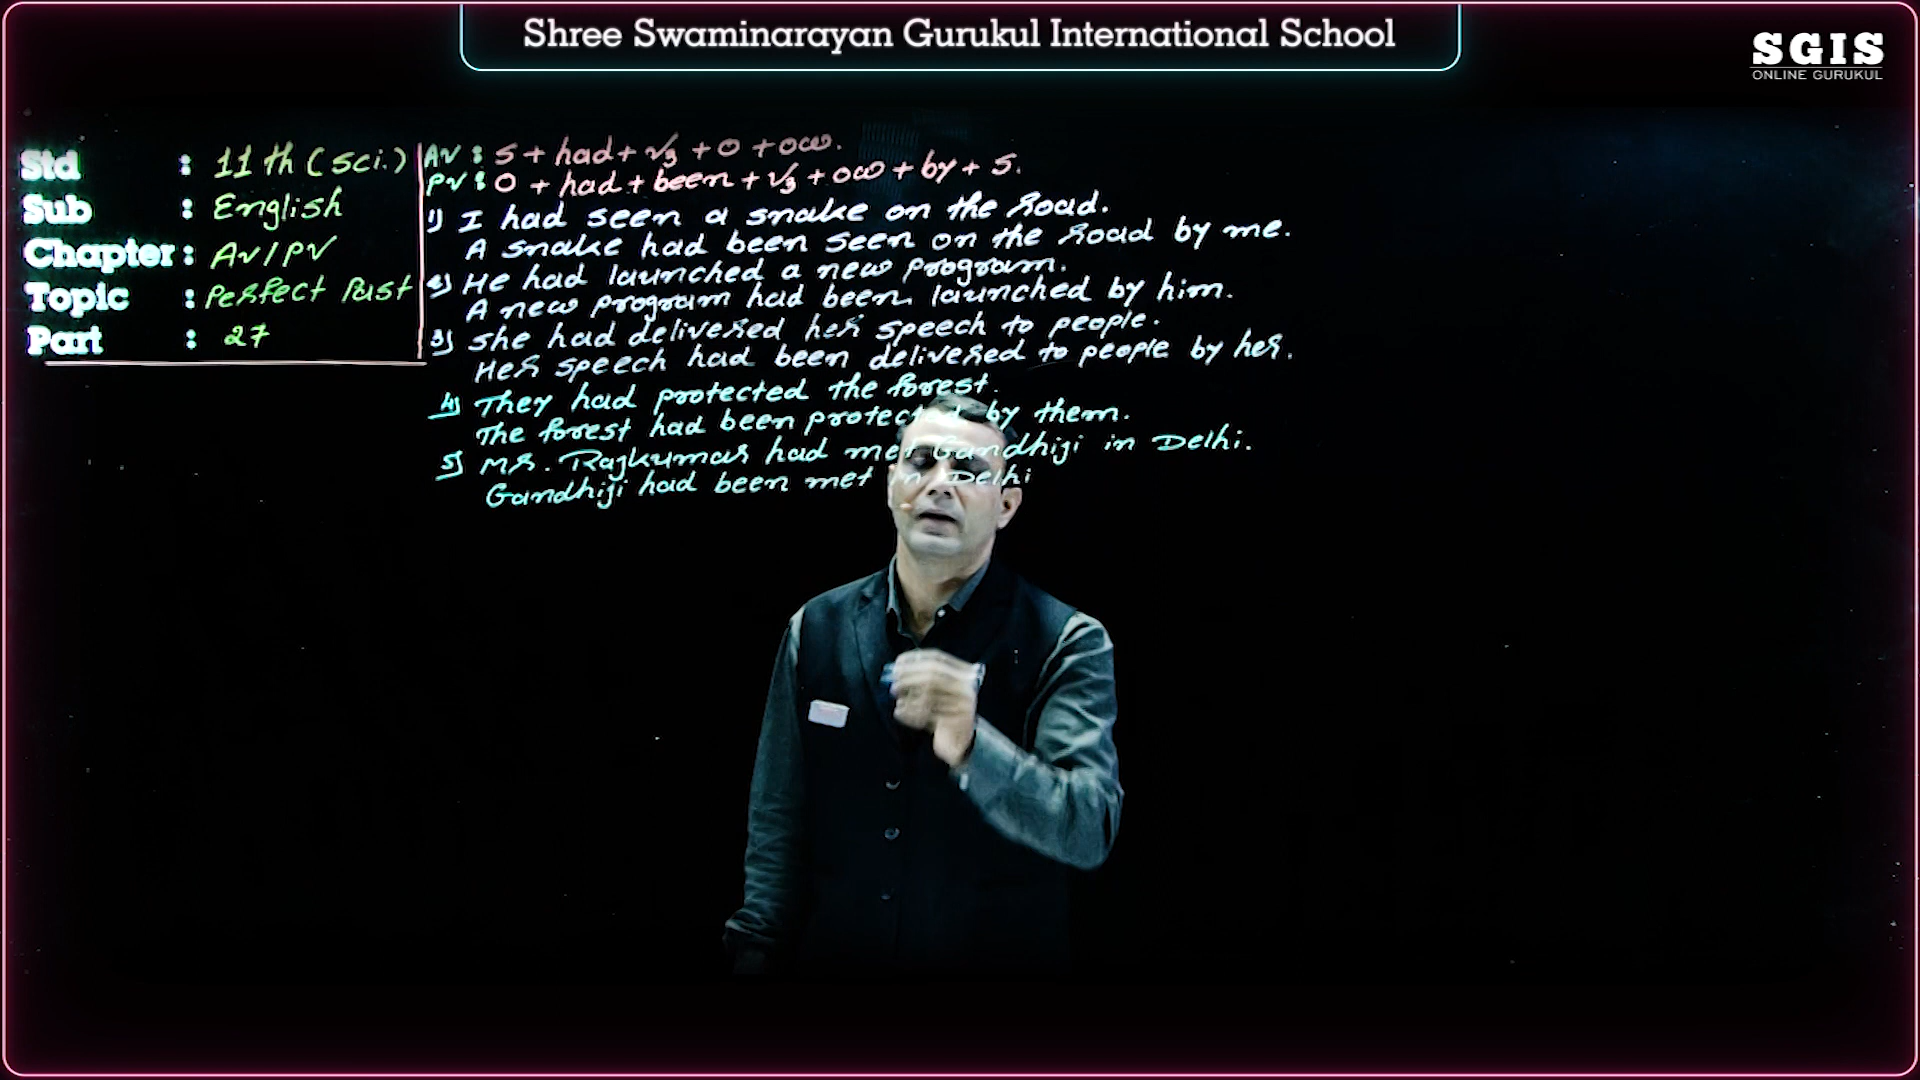 Shree Swaminarayan Gurukul International School
SGIS
ONLINE GURUKUL
Std : 11th (Sci.)
Sub : English
Chapter : AV/PV
Topic : Perfect Past
Part : 27
AV : S + had + V3 + O + OW.
PV : O + had + been + V3 + OW + by + S.
1) I had seen a snake on the road.
A snake had been seen on the road by me.
2) He had launched a new program.
A new program had been launched by him.
3) She had delivered her speech to people.
Her speech had been delivered to people by her.
4) They had protected the forest.
The forest had been protected by them.
5) Mr. Rajkumar had met Gandhiji in Delhi.
Gandhiji had been met in Delhi